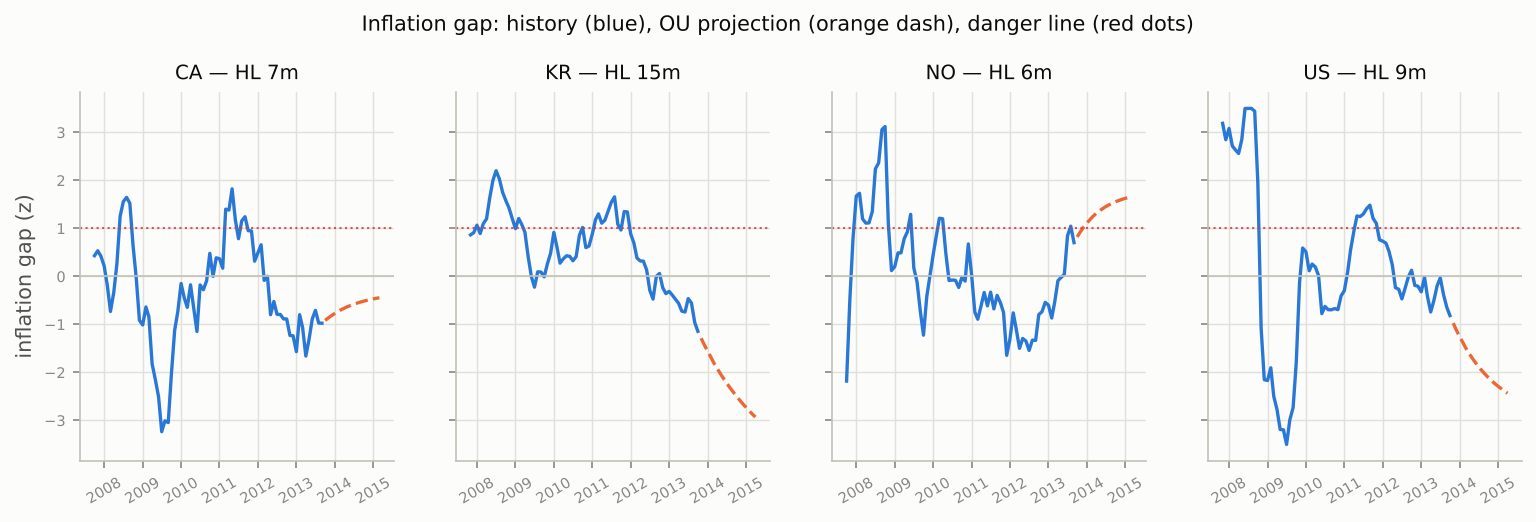 Inflation gap: history (blue), OU projection (orange dash), danger line (red dots)
CA — HL 7m
KR — HL 15m
NO — HL 6m
US — HL 9m
inflation gap (z)
3
2
1
0
−1
−2
−3
2008 2009 2010 2011 2012 2013 2014 2015
2008 2009 2010 2011 2012 2013 2014 2015
2008 2009 2010 2011 2012 2013 2014 2015
2008 2009 2010 2011 2012 2013 2014 2015